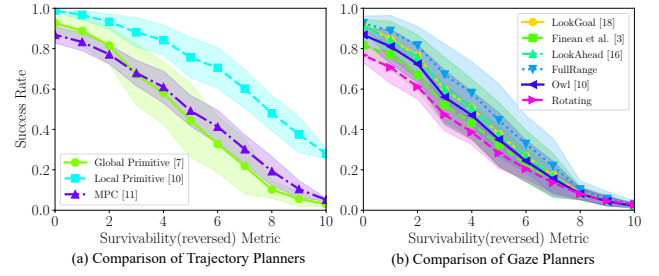 1.0
0.8
0.6
0.4
0.2
0.0
Success Rate
Global Primitive [7]
Local Primitive [10]
MPC [11]
0 2 4 6 8 10
Survivability(reversed) Metric
(a) Comparison of Trajectory Planners
1.0
0.8
0.6
0.4
0.2
0.0
LookGoal [18]
Finean et al. [3]
LookAhead [16]
FullRange
Owl [10]
Rotating
0 2 4 6 8 10
Survivability(reversed) Metric
(b) Comparison of Gaze Planners